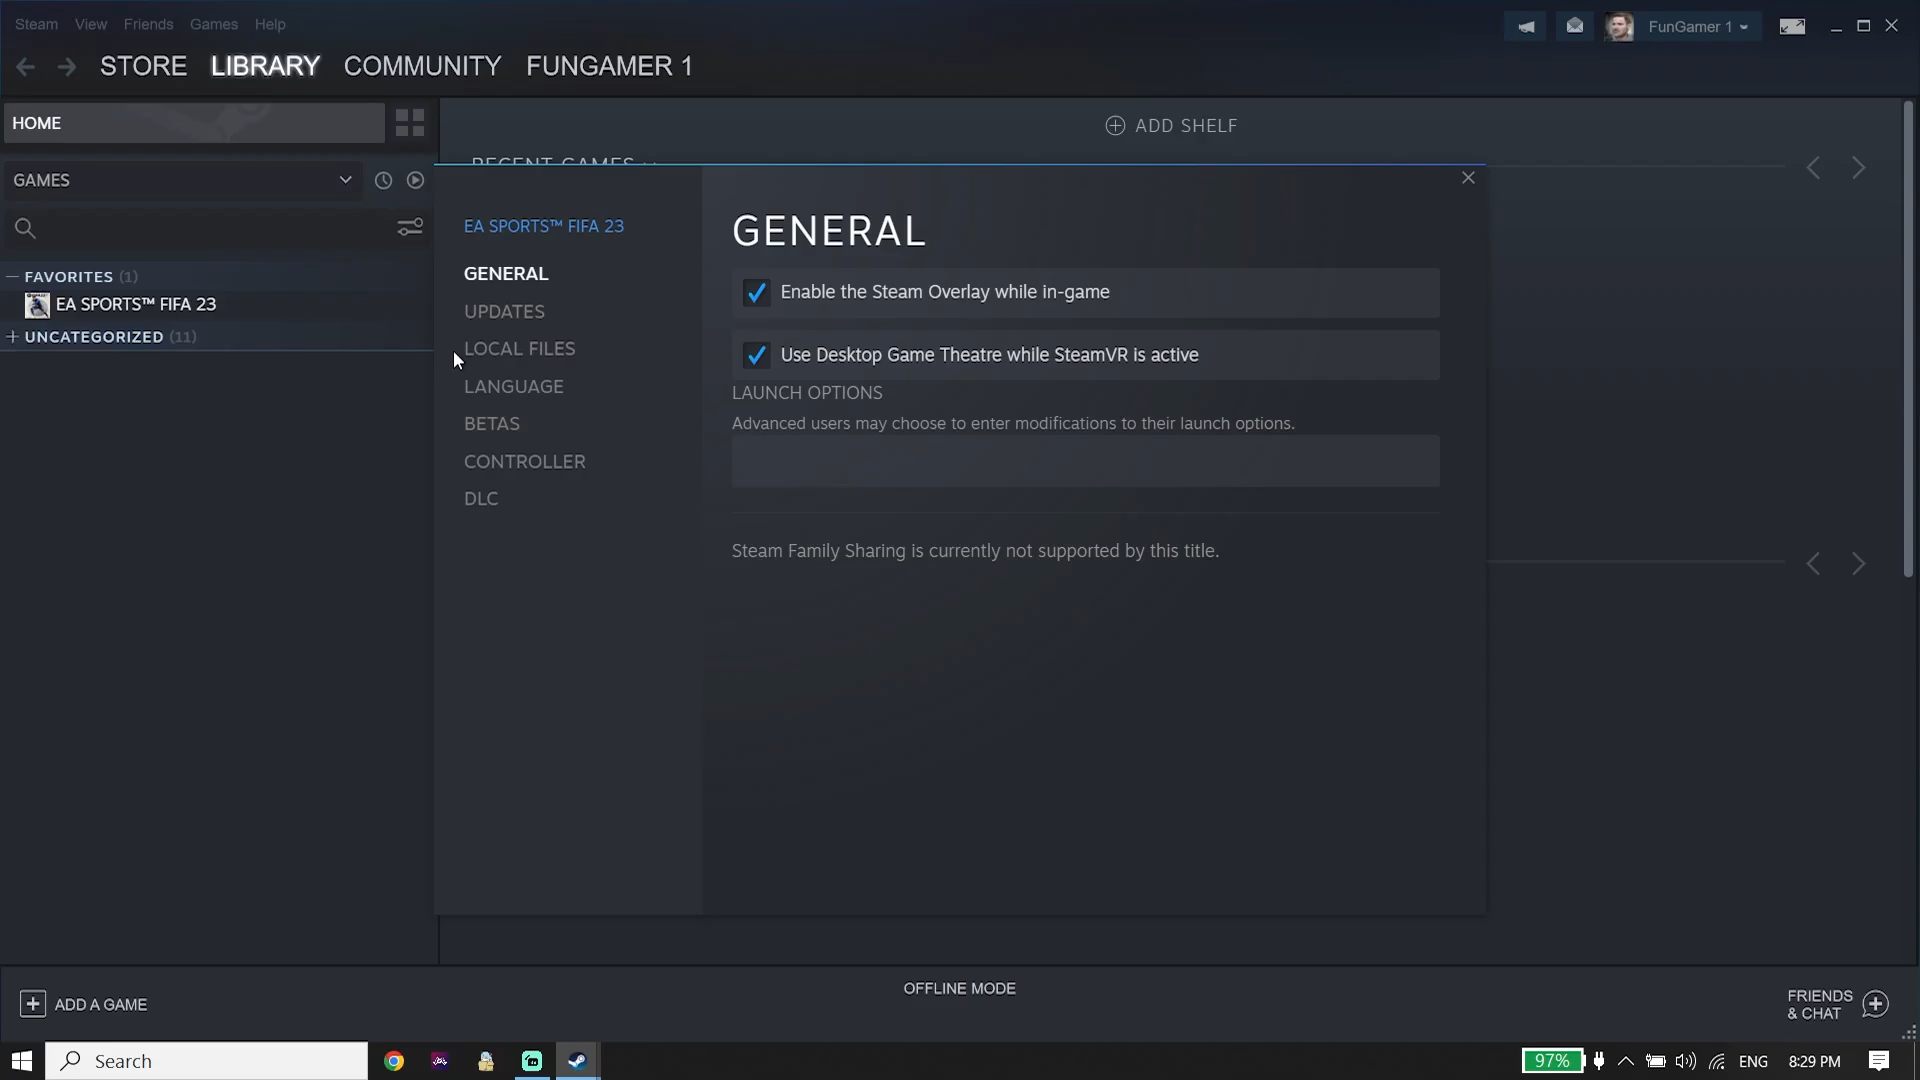 Steam View Friends Games Help
FunGamer 1
STORE LIBRARY COMMUNITY FUNGAMER 1
HOME
ADD SHELF
RECENT GAMES
GAMES
EA SPORTS™ FIFA 23
GENERAL
UPDATES
LOCAL FILES
LANGUAGE
BETAS
CONTROLLER
DLC
GENERAL
Enable the Steam Overlay while in-game
Use Desktop Game Theatre while SteamVR is active
LAUNCH OPTIONS
Advanced users may choose to enter modifications to their launch options.
Steam Family Sharing is currently not supported by this title.
FAVORITES (1)
EA SPORTS™ FIFA 23
UNCATEGORIZED (11)
ADD A GAME
OFFLINE MODE
FRIENDS
& CHAT
Search
97%
ENG
8:29 PM